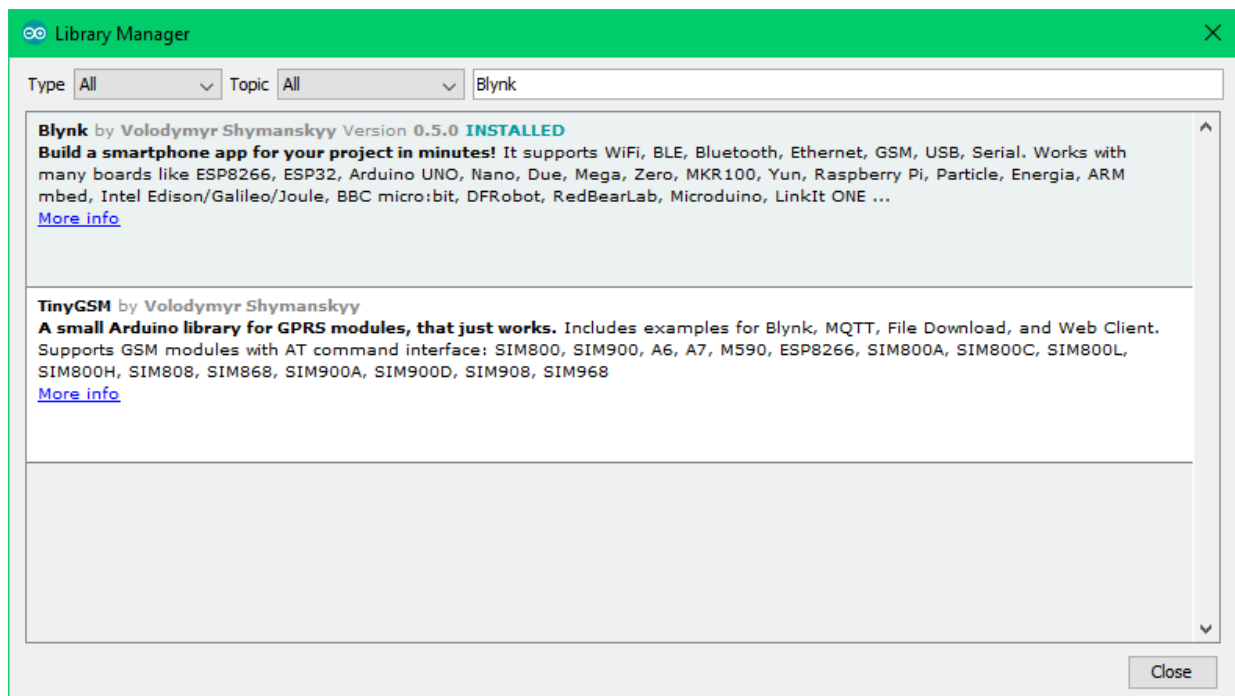 Library Manager
Type All Topic All Blynk
Blynk by Volodymyr Shymanskyy Version 0.5.0 INSTALLED
Build a smartphone app for your project in minutes! It supports WiFi, BLE, Bluetooth, Ethernet, GSM, USB, Serial. Works with
many boards like ESP8266, ESP32, Arduino UNO, Nano, Due, Mega, Zero, MKR100, Yun, Raspberry Pi, Particle, Energia, ARM
mbed, Intel Edison/Galileo/Joule, BBC micro:bit, DFRobot, RedBearLab, Microduino, LinkIt ONE ...
More info
TinyGSM by Volodymyr Shymanskyy
A small Arduino library for GPRS modules, that just works. Includes examples for Blynk, MQTT, File Download, and Web Client.
Supports GSM modules with AT command interface: SIM800, SIM900, A6, A7, M590, ESP8266, SIM800A, SIM800C, SIM800L,
SIM800H, SIM808, SIM868, SIM900A, SIM900D, SIM908, SIM968
More info
Close